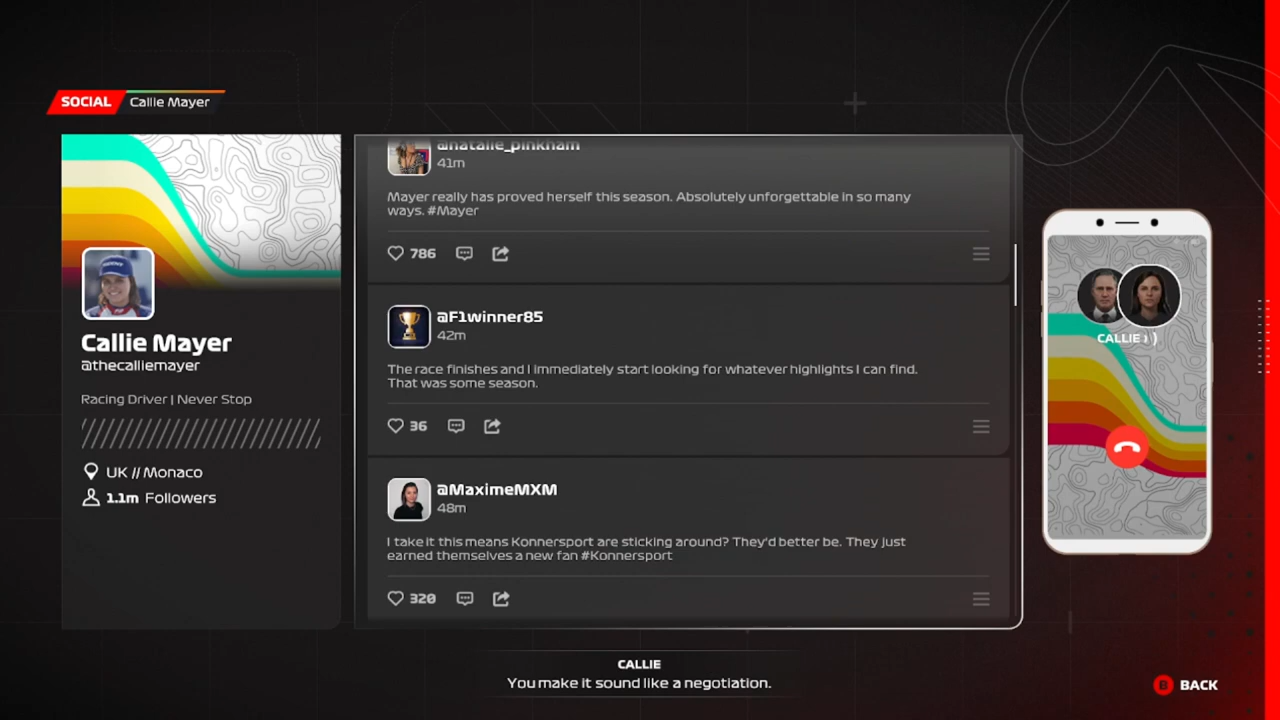 SOCIAL Callie Mayer
Callie Mayer
@thecalliemayer
Racing Driver | Never Stop
UK // Monaco
1.1m Followers
@natalie_pinkham
41m
Mayer really has proved herself this season. Absolutely unforgettable in so many
ways. #Mayer
786
@F1winner85
42m
The race finishes and I immediately start looking for whatever highlights I can find.
That was some season.
36
@MaximeMXM
48m
I take it this means Konnersport are sticking around? They'd better be. They just
earned themselves a new fan #Konnersport
320
CALLIE
CALLIE
You make it sound like a negotiation.
B BACK